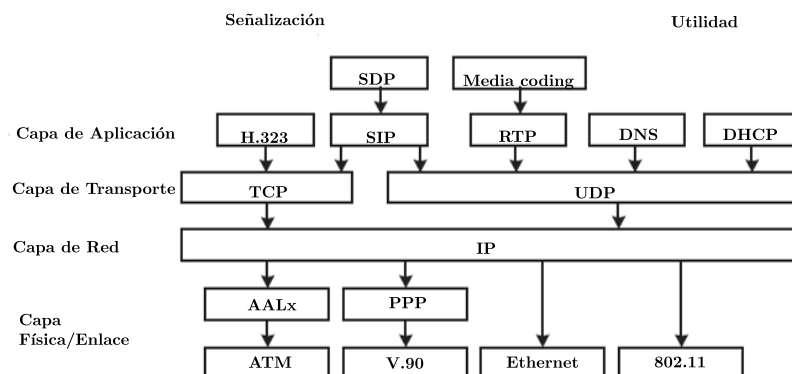 Señalización
Utilidad
SDP
Media coding
Capa de Aplicación
H.323
SIP
RTP
DNS
DHCP
Capa de Transporte
TCP
UDP
Capa de Red
IP
AALx
PPP
Capa
Física/Enlace
ATM
V.90
Ethernet
802.11